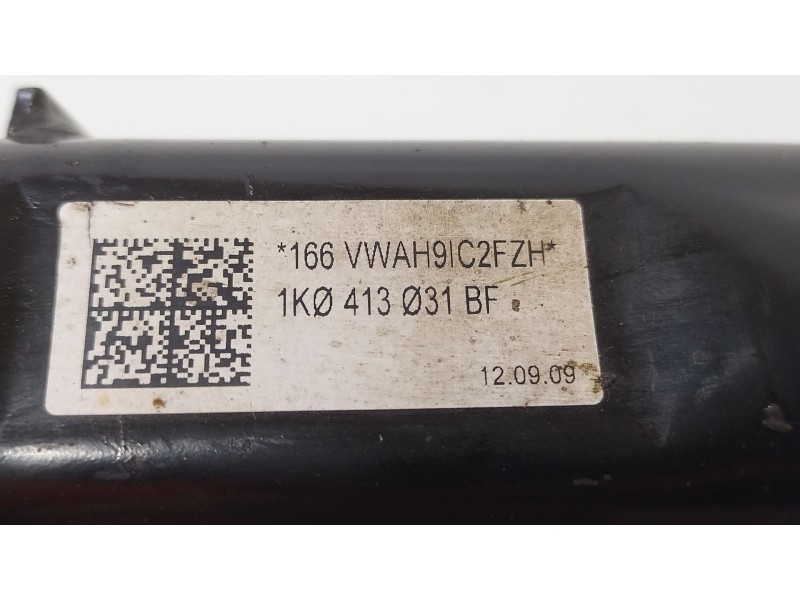 *166 VWAH9IC2FZH*
1KØ 413 Ø31 BF
12.09.09